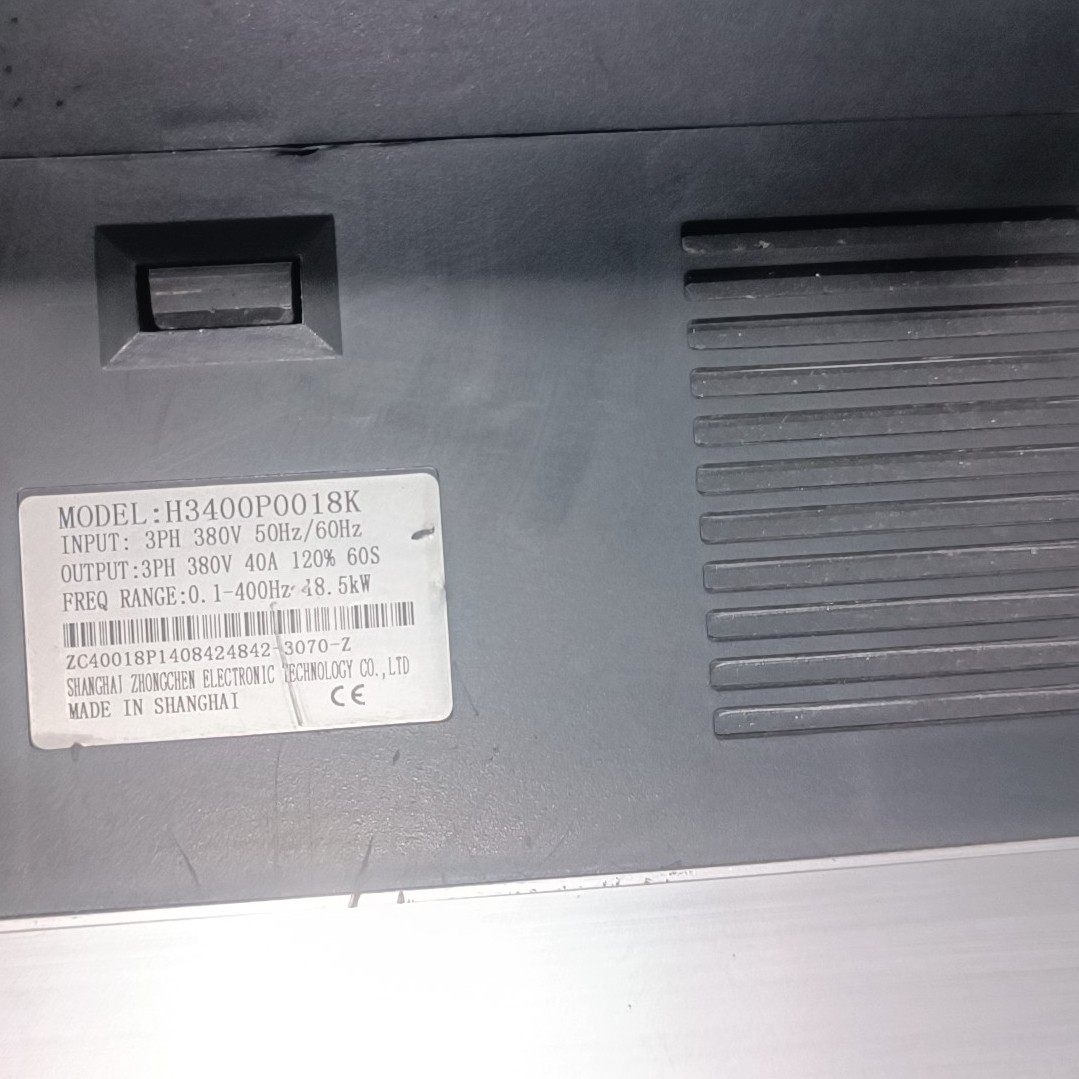 MODEL:H3400P0018K
INPUT: 3PH 380V 50Hz/60Hz
OUTPUT:3PH 380V 40A 120% 60S
FREQ RANGE:0.1-400Hz 18.5kW
ZC40018P1408424842-3070-Z
SHANGHAI ZHONGCHEN ELECTRONIC TECHNOLOGY CO.,LTD
MADE IN SHANGHAI CE